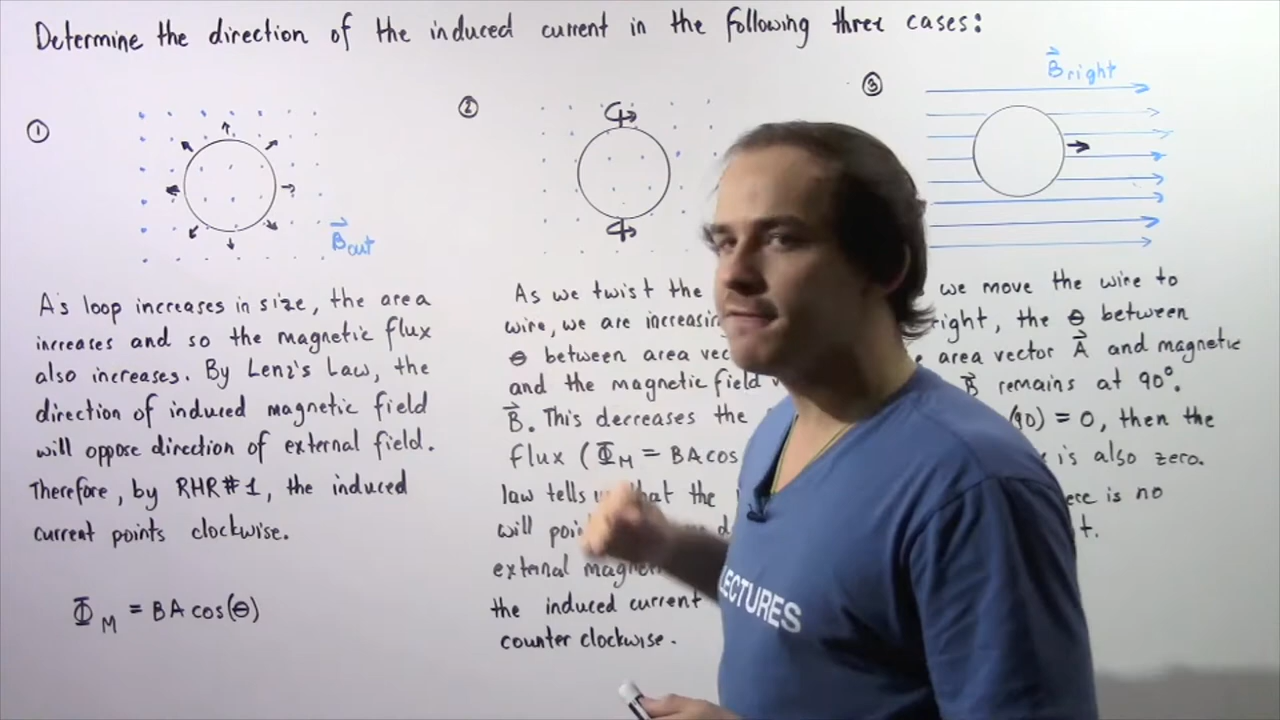 Determine the direction of the induced current in the following three cases:
①
B⃗out
A's loop increases in size, the area
increases and so the magnetic flux
also increases. By Lenz's Law, the
direction of induced magnetic field
will oppose direction of external field.
Therefore, by RHR#1, the induced
current points clockwise.
Φ_M = BA cos(θ)
②
As we twist the
wire, we are
θ between area
and the magnetic field
B⃗. This decreases the
flux (Φ_M = BA cos
law tells that the
will
external
the induced current
counter clockwise.
③
B⃗right
we move the wire to
right, the θ between
area vector A⃗ and magnetic
B⃗ remains at 90°.
(90) = 0, then the
is also zero.
is no
LECTURES